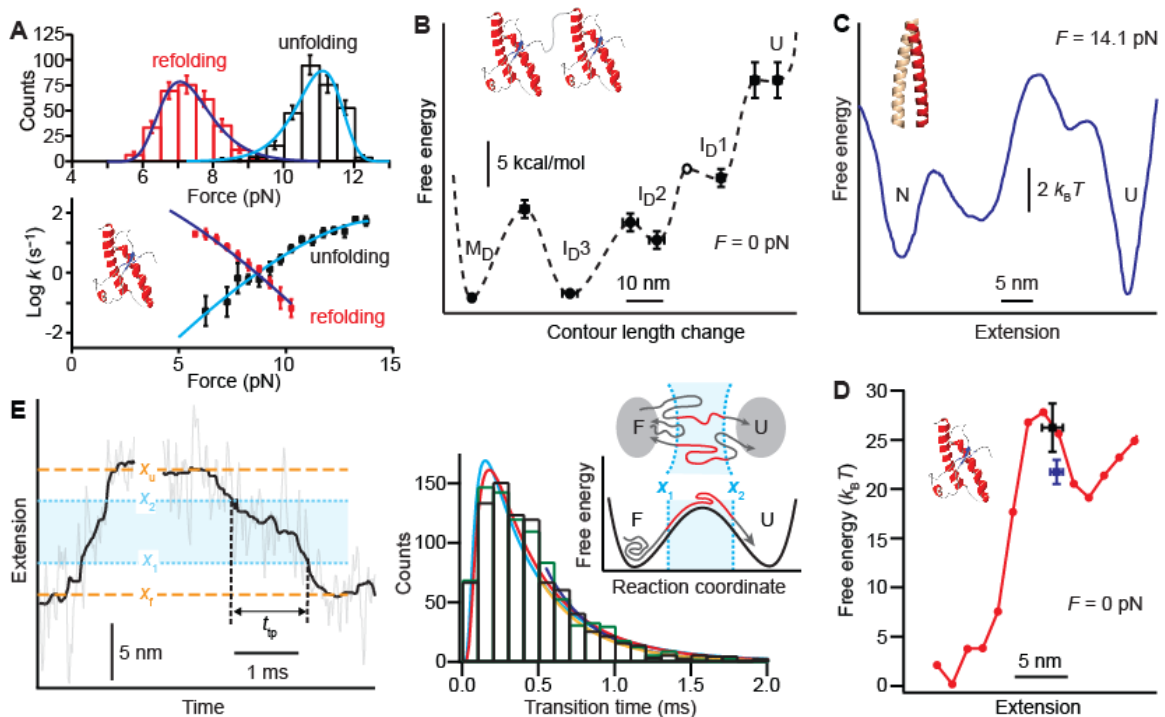 A
Counts
125
100
75
50
25
0
refolding
unfolding
4
6
8
10
12
Force (pN)
Log k (s⁻¹)
2
0
-2
unfolding
refolding
0
5
10
15
Force (pN)
B
Free energy
5 kcal/mol
M_D
I_D3
I_D2
I_D1
U
F = 0 pN
10 nm
Contour length change
C
Free energy
F = 14.1 pN
N
2 k_BT
U
5 nm
Extension
E
Extension
x_u
x_2
x_1
x_f
t_tp
5 nm
1 ms
Time
Counts
150
100
50
0
0.0
0.5
1.0
1.5
2.0
Transition time (ms)
F
U
x_1
x_2
Free energy
F
U
Reaction coordinate
D
Free energy (k_BT)
30
25
20
15
10
5
0
F = 0 pN
5 nm
Extension